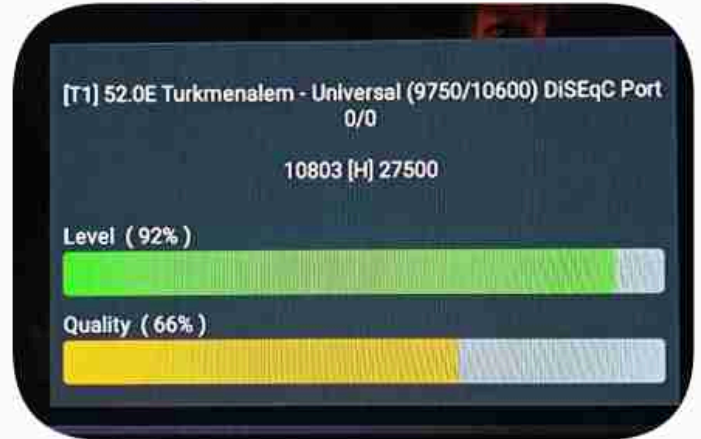 [T1] 52.0E Turkmenalem - Universal (9750/10600) DiSEqC Port
0/0
10803 [H] 27500
Level ( 92% )
Quality ( 66% )